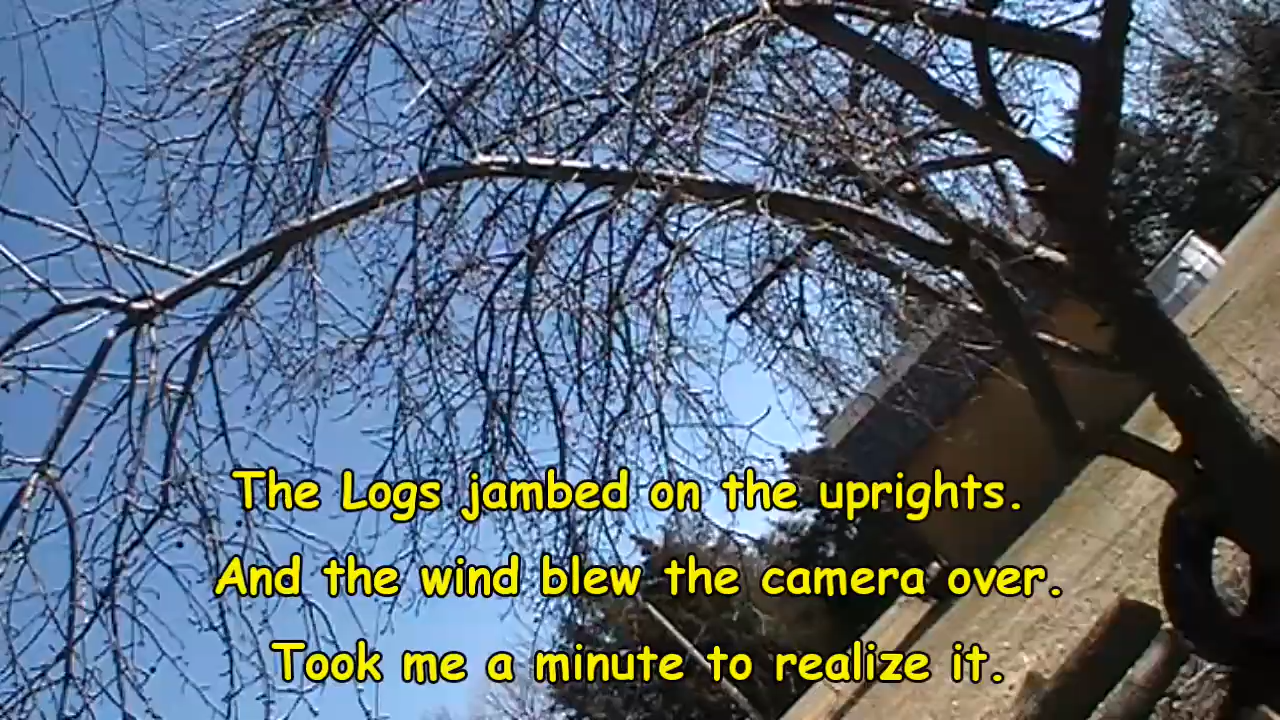 The Logs jambed on the uprights.
And the wind blew the camera over.
Took me a minute to realize it.